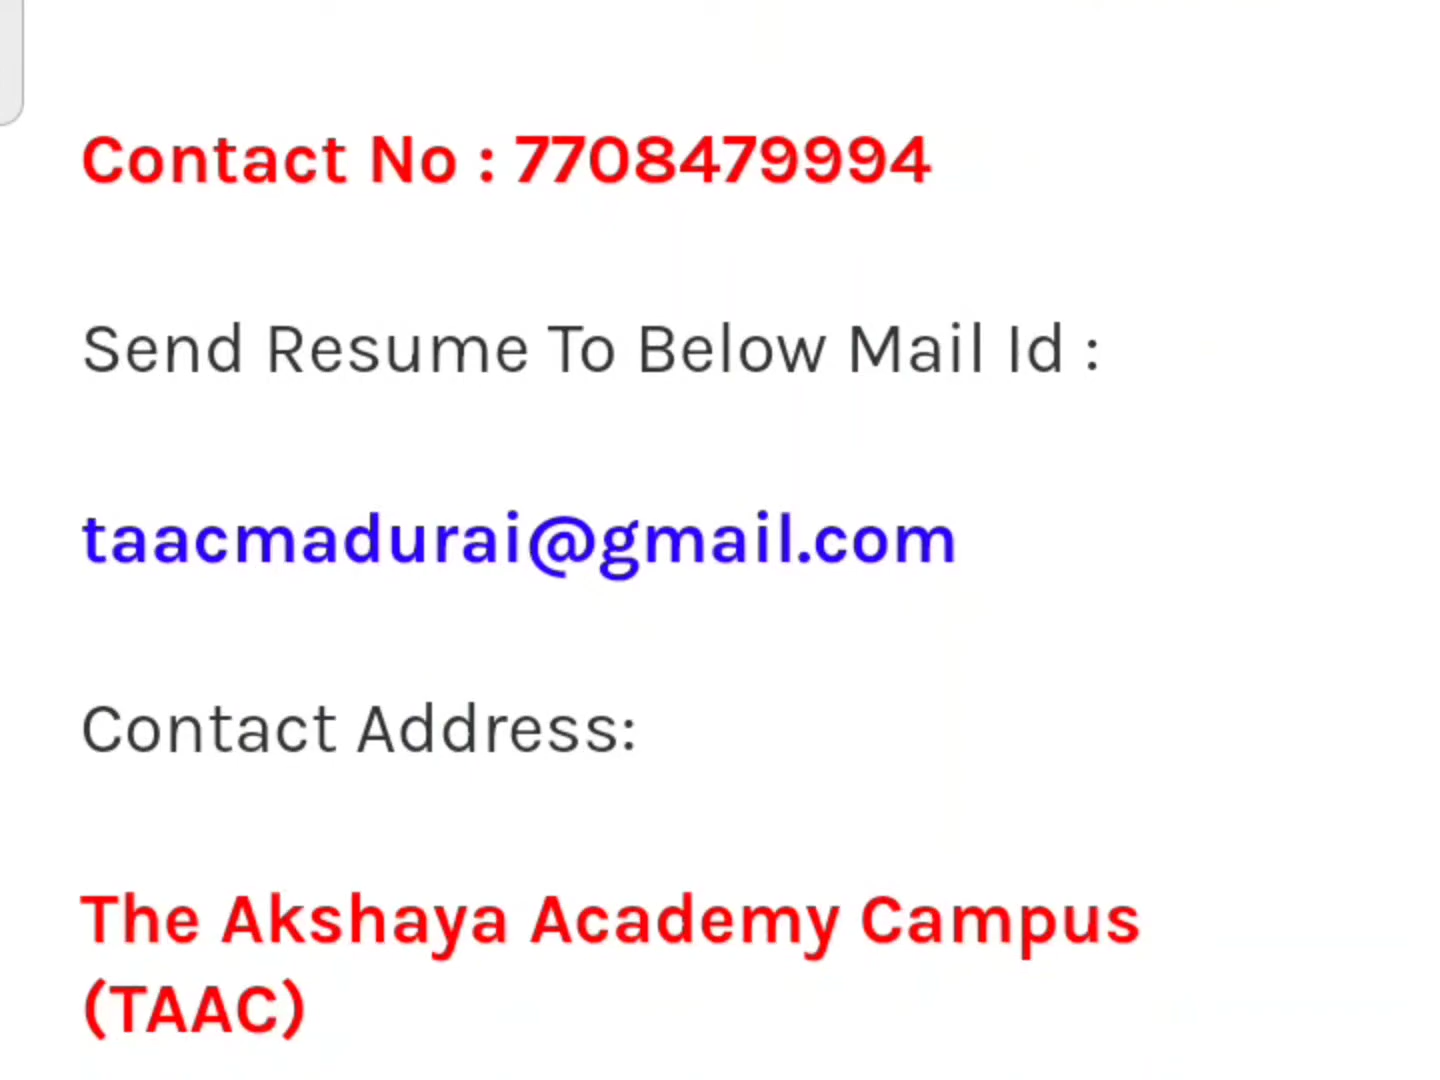 Contact No : 7708479994
Send Resume To Below Mail Id :
taacmadurai@gmail.com
Contact Address:
The Akshaya Academy Campus
(TAAC)